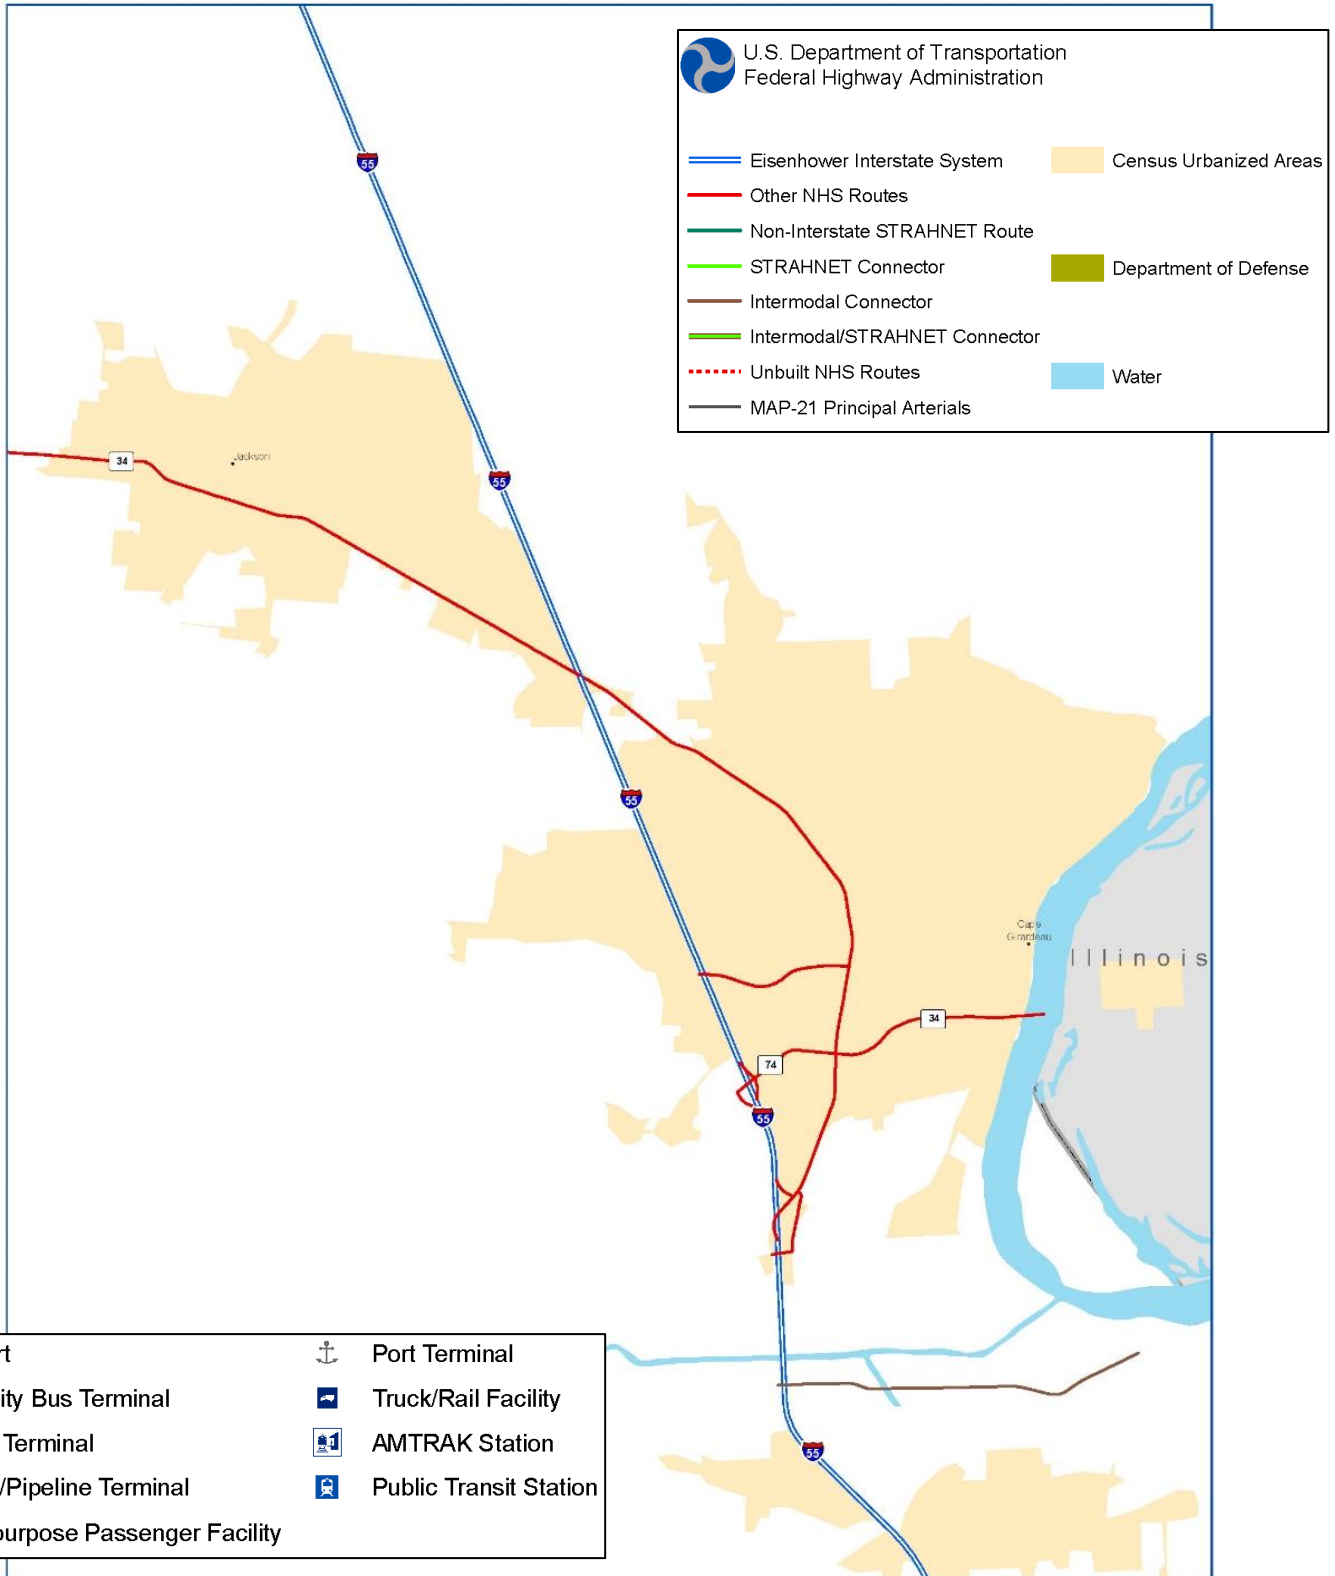 U.S. Department of Transportation
Federal Highway Administration
Eisenhower Interstate System
Census Urbanized Areas
Other NHS Routes
Non-Interstate STRAHNET Route
STRAHNET Connector
Department of Defense
Intermodal Connector
Intermodal/STRAHNET Connector
Unbuilt NHS Routes
Water
MAP-21 Principal Arterials
55
34
Jackson
55
55
Cape
Girardeau
Illinois
34
74
55
rt
Port Terminal
ity Bus Terminal
Truck/Rail Facility
Terminal
AMTRAK Station
/Pipeline Terminal
Public Transit Station
purpose Passenger Facility
55